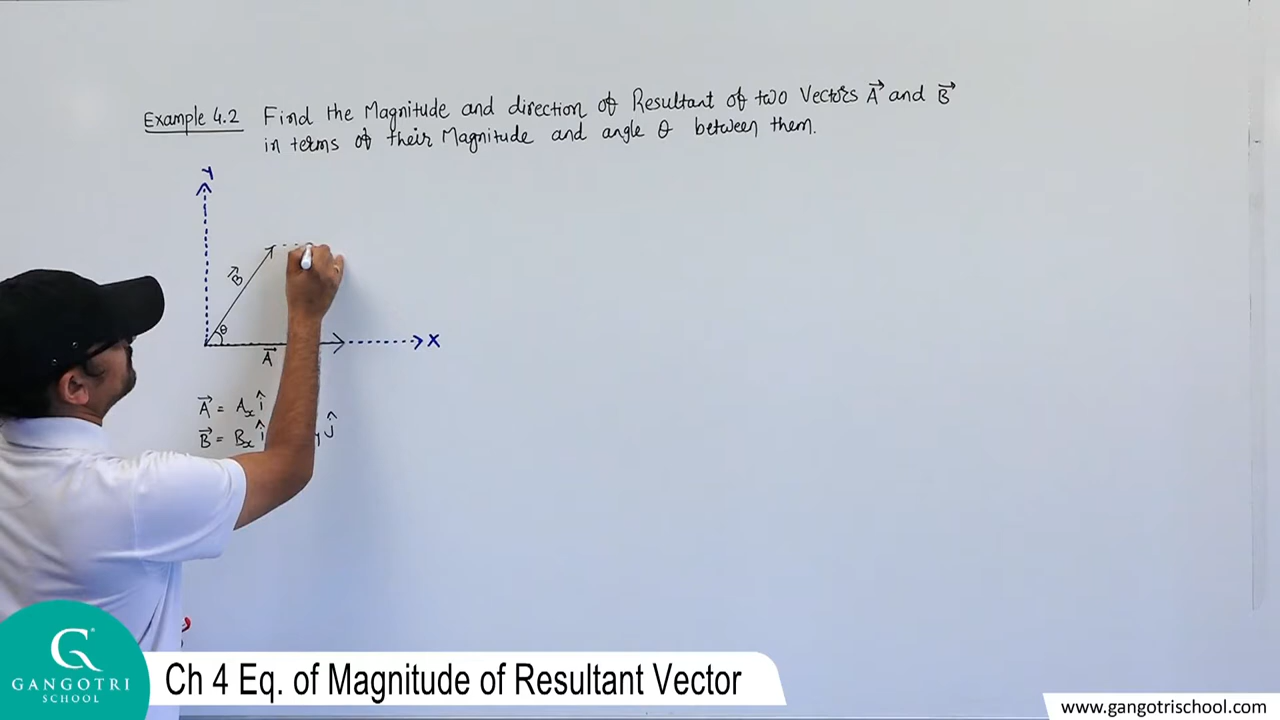 Example 4.2 Find the Magnitude and direction of Resultant of two Vectors A⃗ and B⃗
in terms of their Magnitude and angle θ between them.
Y
B⃗
θ
A⃗
X
A⃗ = Aₓ î
B⃗ = Bₓ î ĵ
GANGOTRI
SCHOOL
Ch 4 Eq. of Magnitude of Resultant Vector
www.gangotrischool.com